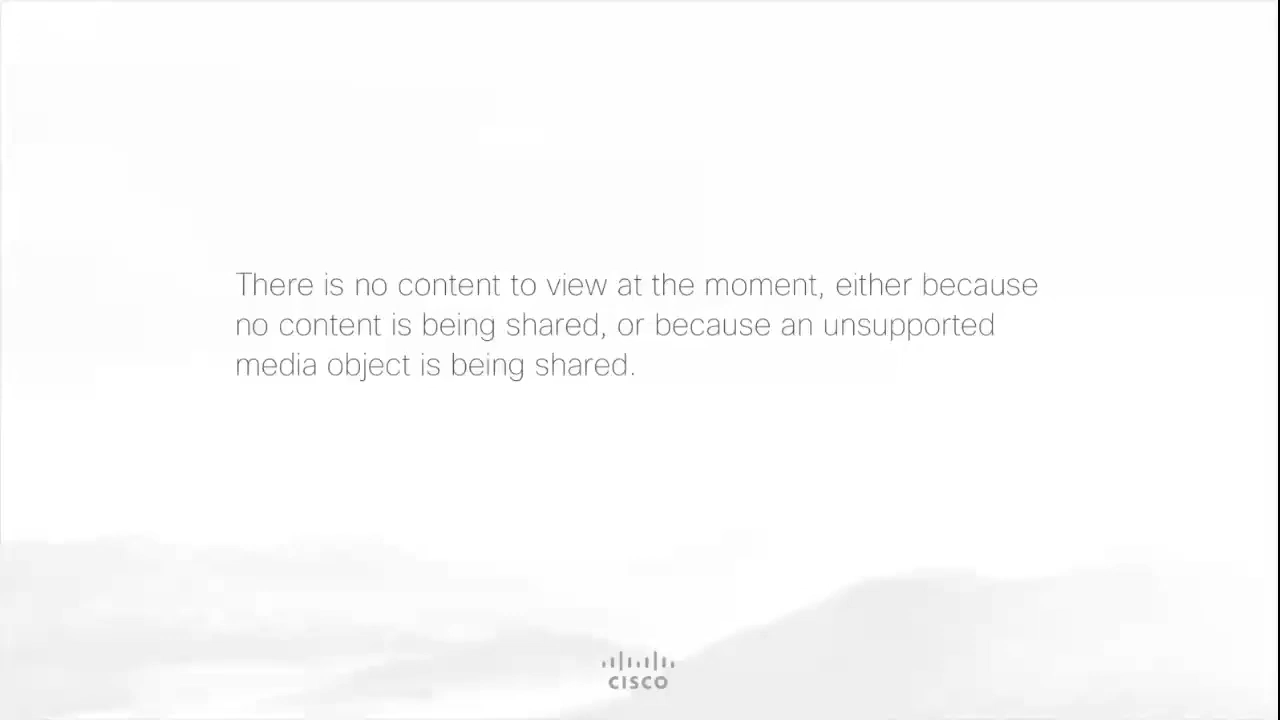 There is no content to view at the moment, either because
no content is being shared, or because an unsupported
media object is being shared.
CISCO